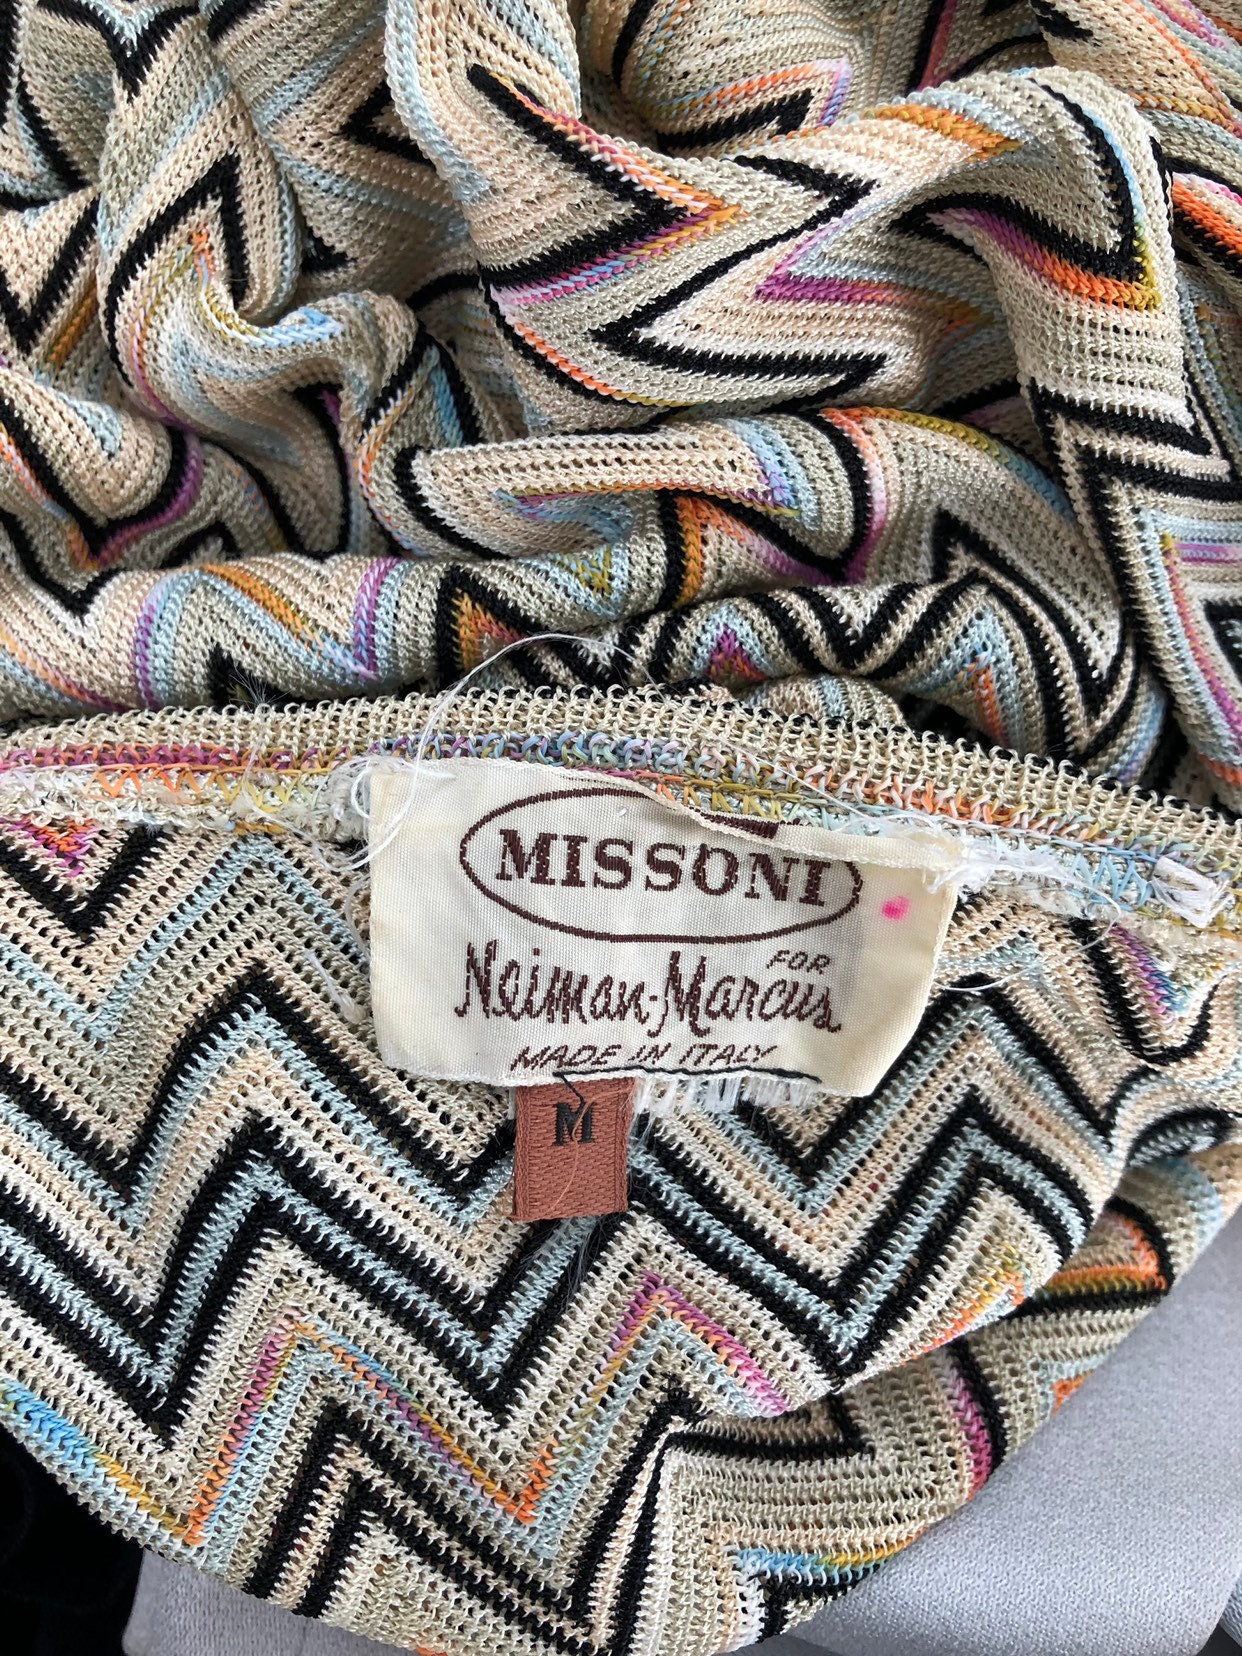 MISSONI
FOR
Neiman-Marcus
MADE IN ITALY
M